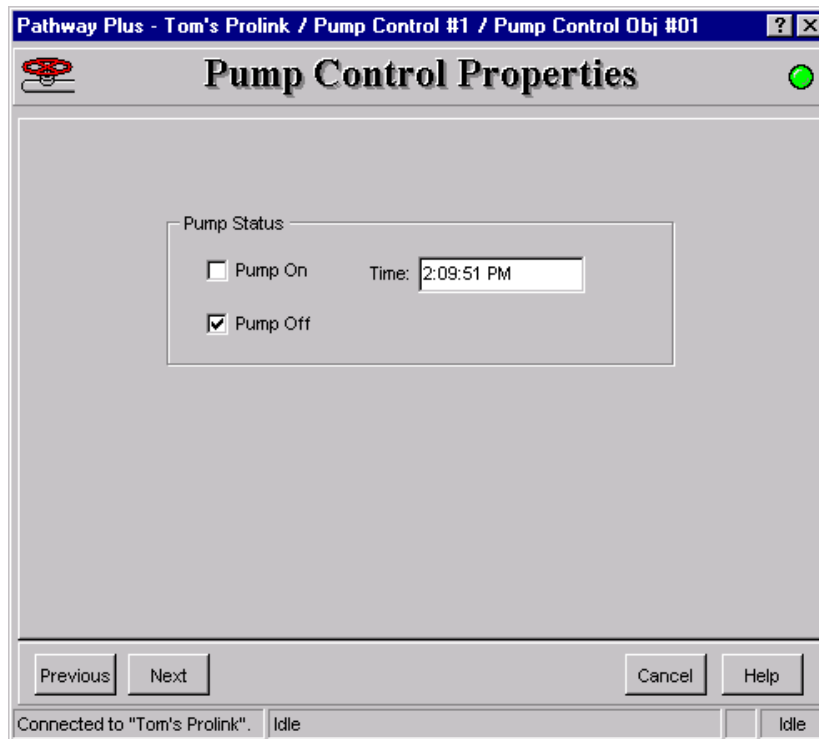 Pathway Plus - Tom's Prolink / Pump Control #1 / Pump Control Obj #01
Pump Control Properties
Pump Status
Pump On Time: 2:09:51 PM
Pump Off
Previous Next Cancel Help
Connected to "Tom's Prolink". Idle Idle